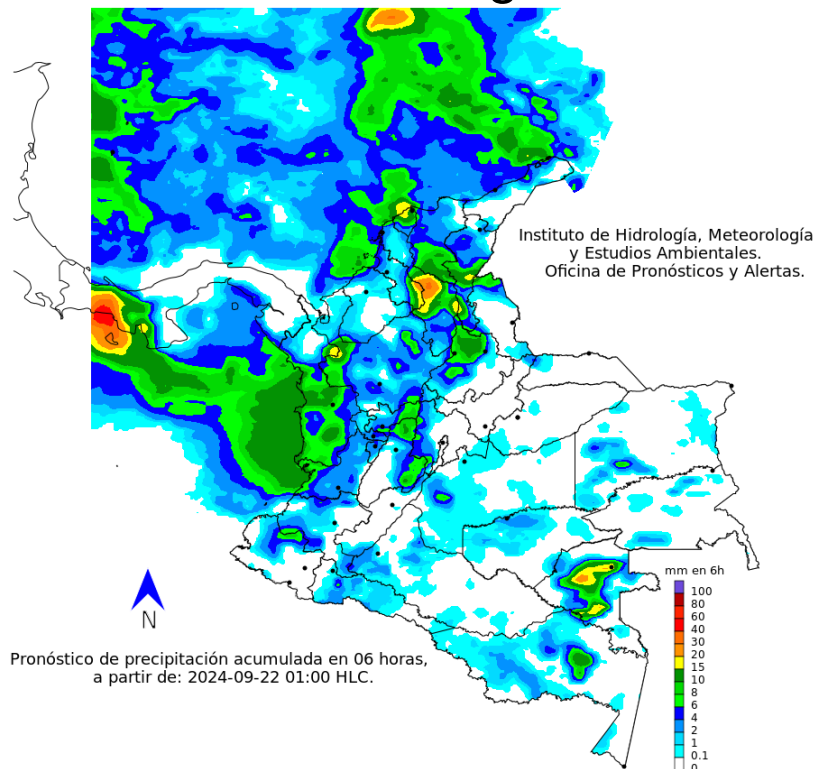 Instituto de Hidrología, Meteorología
y Estudios Ambientales.
Oficina de Pronósticos y Alertas.
D
N
Pronóstico de precipitación acumulada en 06 horas,
a partir de: 2024-09-22 01:00 HLC.
mm en 6h
100
80
60
40
30
20
15
10
8
6
4
2
1
0.1
0